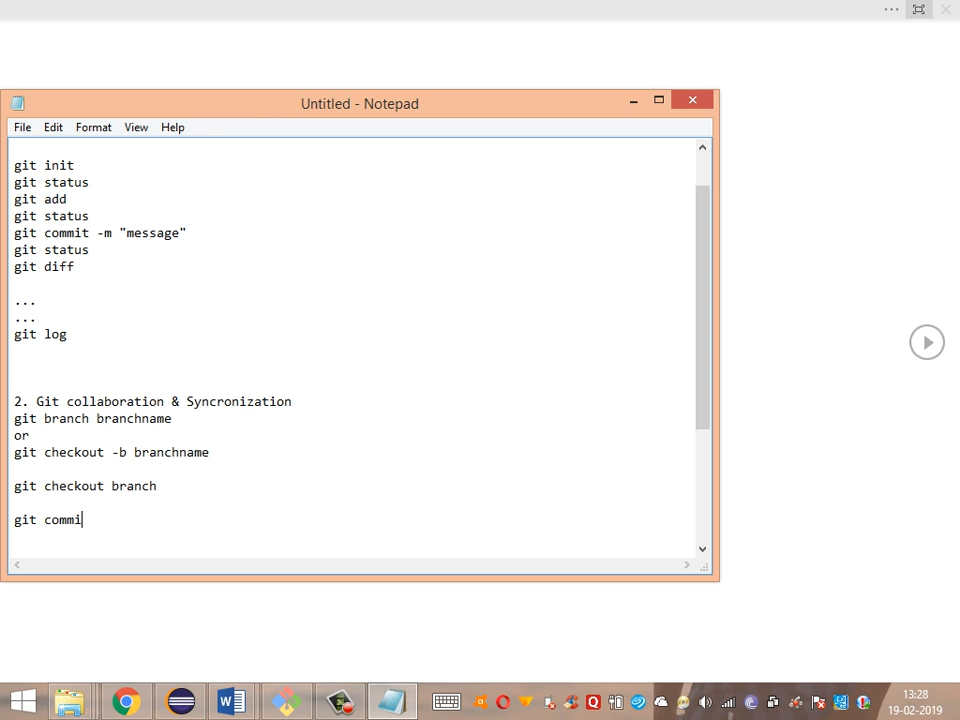 Untitled - Notepad
File Edit Format View Help
git init
git status
git add
git status
git commit -m "message"
git status
git diff
...
...
git log
2. Git collaboration & Syncronization
git branch branchname
or
git checkout -b branchname
git checkout branch
git commi
13:28
19-02-2019